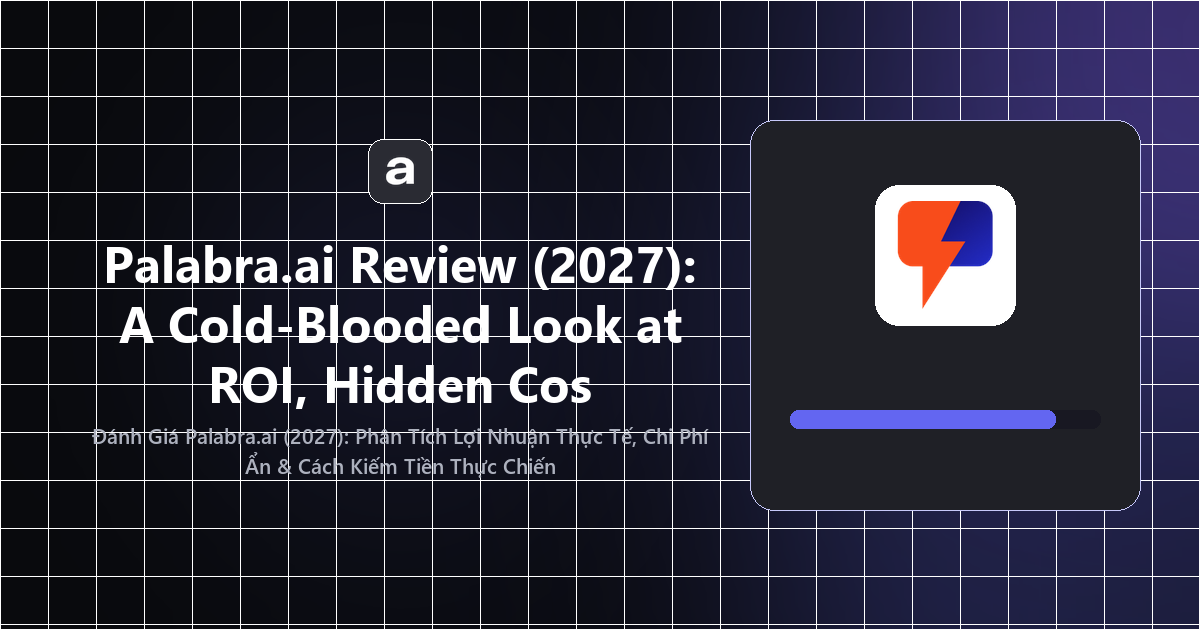 a
Palabra.ai Review (2027):
A Cold-Blooded Look at
ROI, Hidden Cos
Đánh Giá Palabra.ai (2027): Phân Tích Lợi Nhuận Thực Tế, Chi Phí
Ẩn & Cách Kiếm Tiền Thực Chiến